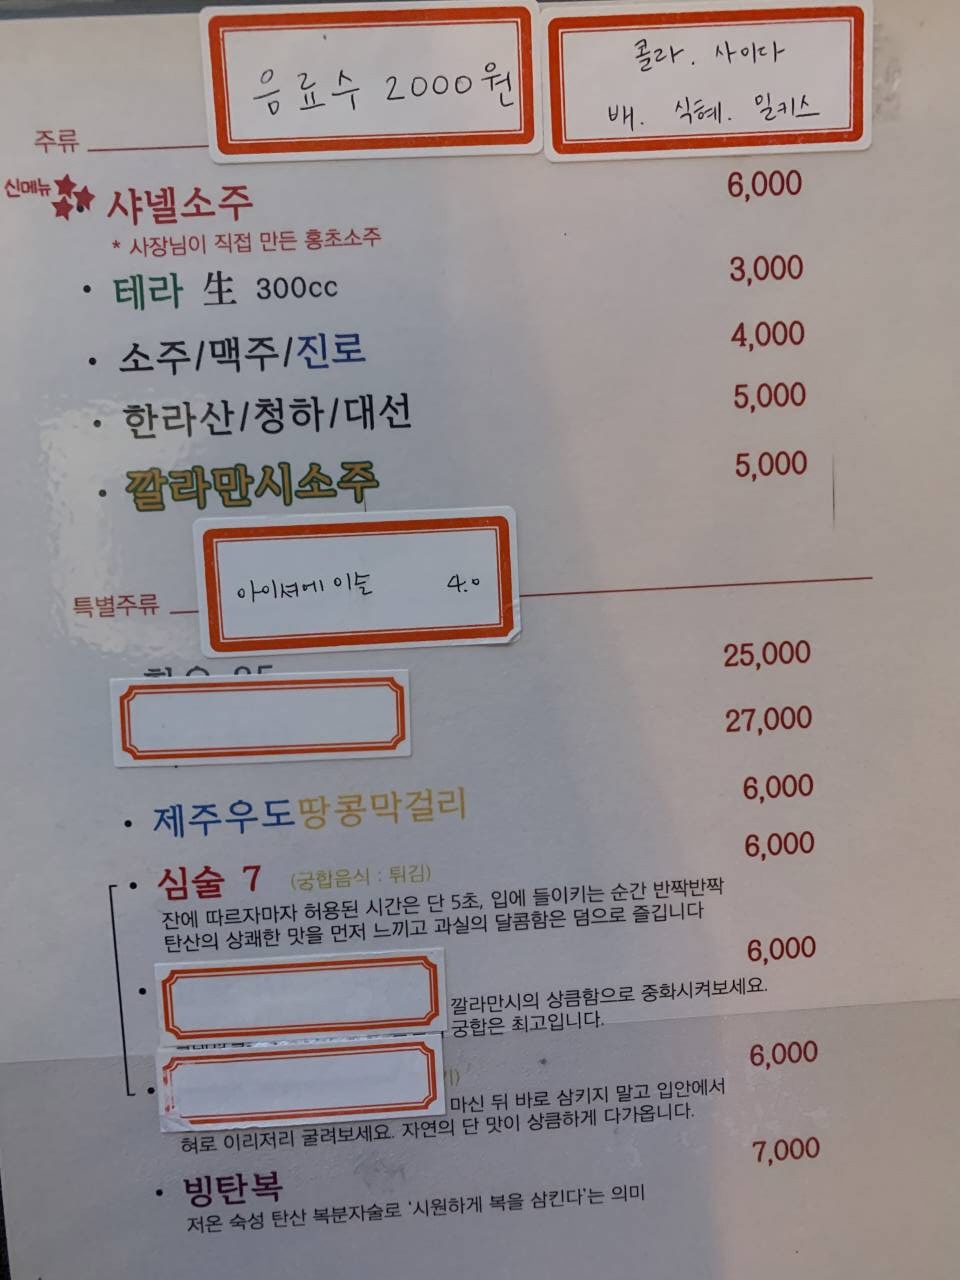 음료수 2000원
콜라. 사이다
배. 식혜. 밀키스
주류
신메뉴
샤넬소주 6,000
* 사장님이 직접 만든 홍초소주
테라 生 300cc 3,000
소주/맥주/진로 4,000
한라산/청하/대선 5,000
깔라만시소주 5,000
아이셔에 이슬 4.0
특별주류
25,000
27,000
제주우도땅콩막걸리 6,000
심술 7 (궁합음식 : 튀김) 6,000
잔에 따르자마자 허용된 시간은 단 5초, 입에 들이키는 순간 반짝반짝
탄산의 상쾌한 맛을 먼저 느끼고 과실의 달콤함은 덤으로 즐깁니다
6,000
깔라만시의 상큼함으로 중화시켜보세요.
궁합은 최고입니다.
6,000
마신 뒤 바로 삼키지 말고 입안에서
혀로 이리저리 굴려보세요. 자연의 단 맛이 상큼하게 다가옵니다.
빙탄복 7,000
저온 숙성 탄산 복분자술로 '시원하게 복을 삼킨다'는 의미